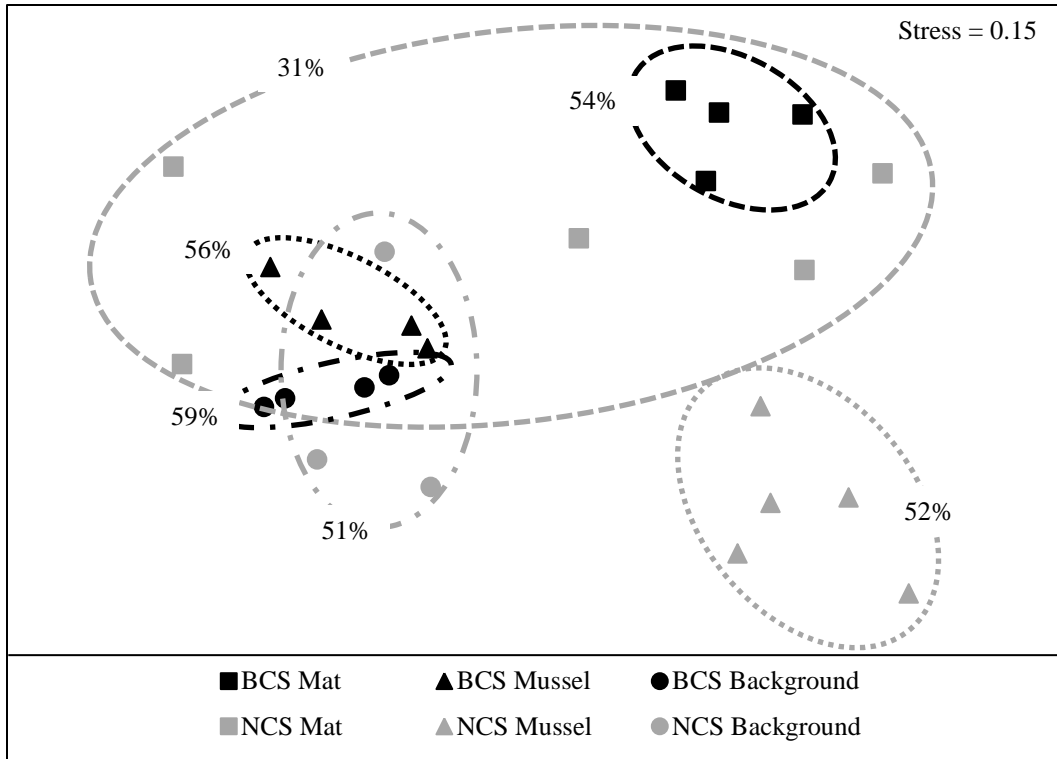 Stress = 0.15
31%
54%
56%
59%
51%
52%
BCS Mat BCS Mussel BCS Background
NCS Mat NCS Mussel NCS Background